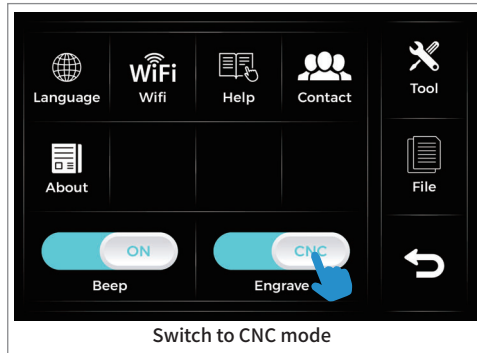 WiFi
Language Wifi Help Contact
Tool
About
File
ON CNC
Beep Engrave
Switch to CNC mode